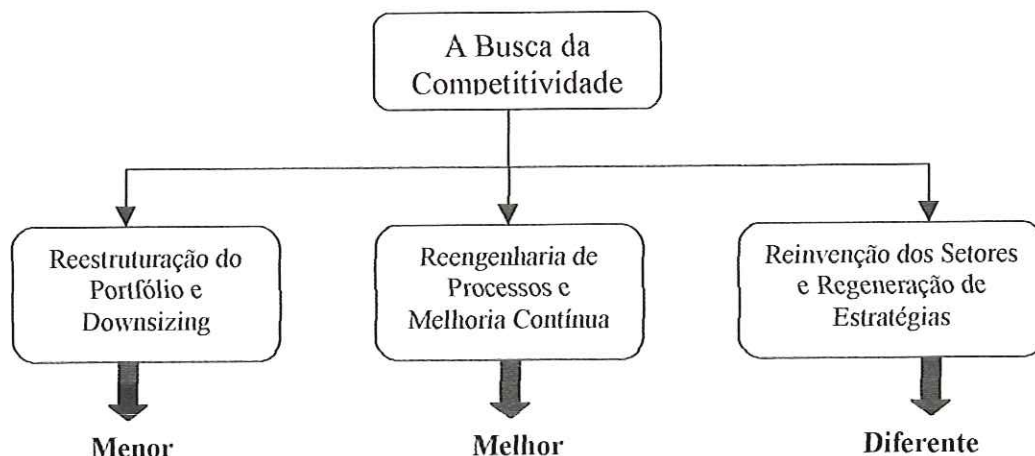 A Busca da
Competitividade
Reestruturação do
Portfólio e
Downsizing
Reengenharia de
Processos e
Melhoria Contínua
Reinvenção dos Setores
e Regeneração de
Estratégias
Menor
Melhor
Diferente